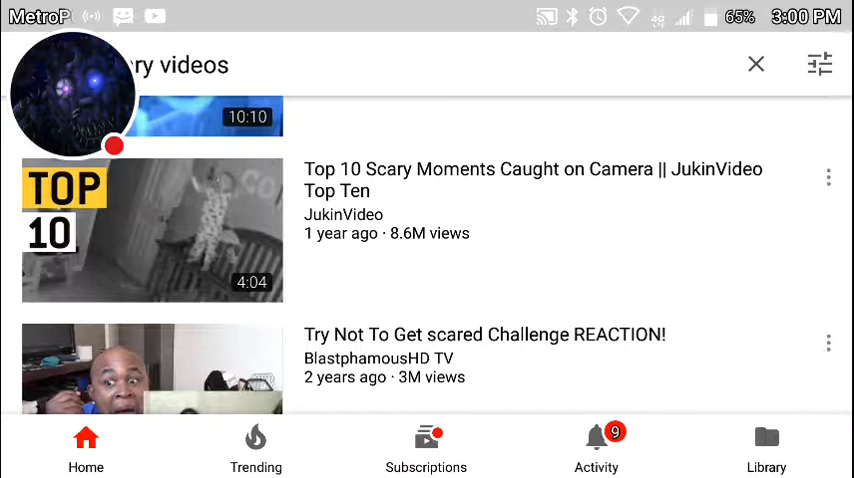 MetroP 4G LTE 65% 3:00 PM
ry videos
10:10
TOP
10
4:04
Top 10 Scary Moments Caught on Camera || JukinVideo
Top Ten
JukinVideo
1 year ago · 8.6M views
Try Not To Get scared Challenge REACTION!
BlastphamousHD TV
2 years ago · 3M views
Home
Trending
Subscriptions
9
Activity
Library